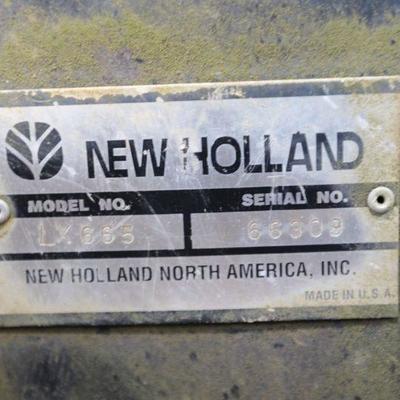 NEW HOLLAND
MODEL NO. SERIAL NO.
LX665 66309
NEW HOLLAND NORTH AMERICA, INC.
MADE IN U.S.A.